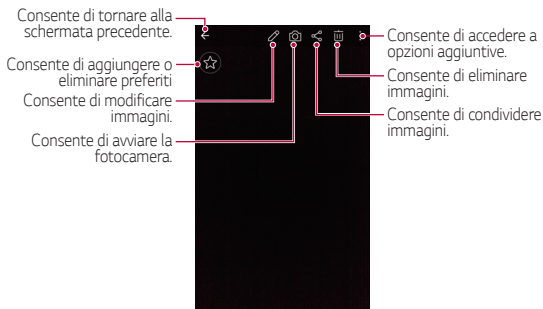 Consente di tornare alla
schermata precedente.
Consente di aggiungere o
eliminare preferiti
Consente di modificare
immagini.
Consente di avviare la
fotocamera.
Consente di accedere a
opzioni aggiuntive.
Consente di eliminare
immagini.
Consente di condividere
immagini.